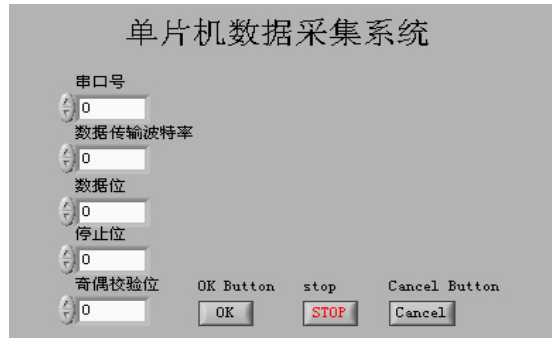 单片机数据采集系统
串口号
0
数据传输波特率
0
数据位
0
停止位
0
奇偶校验位
0
OK Button stop Cancel Button
OK STOP Cancel